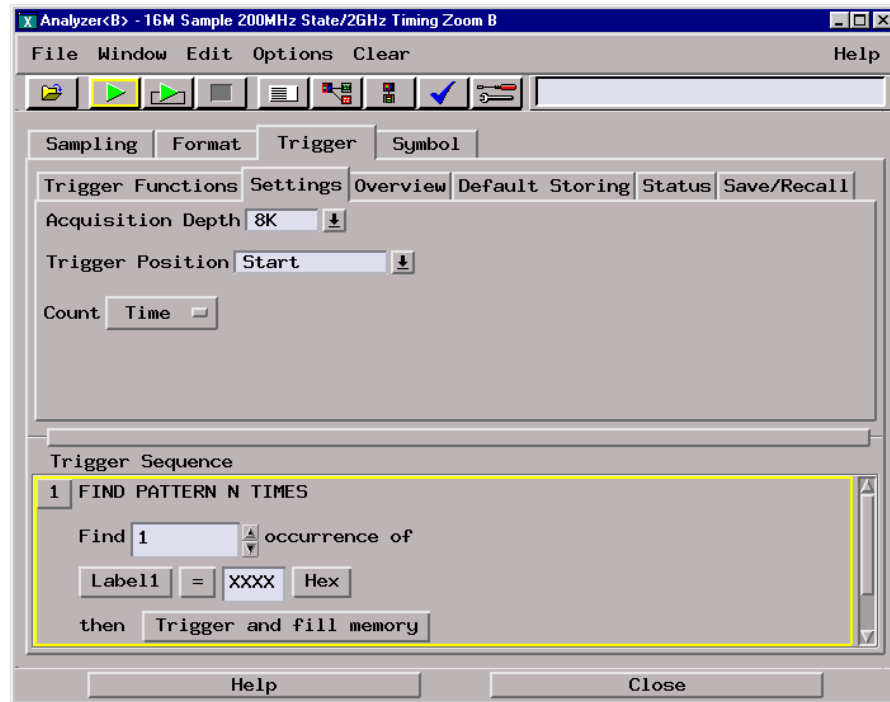 Analyzer<B> - 16M Sample 200MHz State/2GHz Timing Zoom B
File Window Edit Options Clear Help
Sampling Format Trigger Symbol
Trigger Functions Settings Overview Default Storing Status Save/Recall
Acquisition Depth 8K
Trigger Position Start
Count Time
Trigger Sequence
1 FIND PATTERN N TIMES
Find 1 occurrence of
Label1 = XXXX Hex
then Trigger and fill memory
Help Close